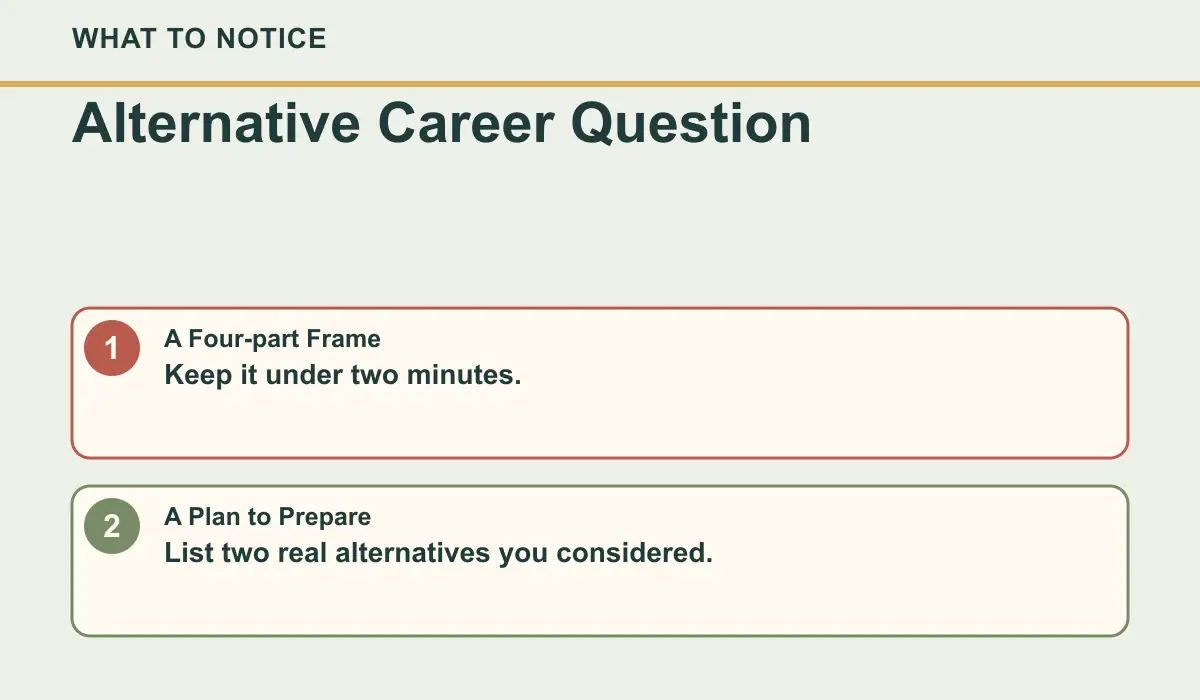 WHAT TO NOTICE
Alternative Career Question
1
A Four-part Frame
Keep it under two minutes.
2
A Plan to Prepare
List two real alternatives you considered.